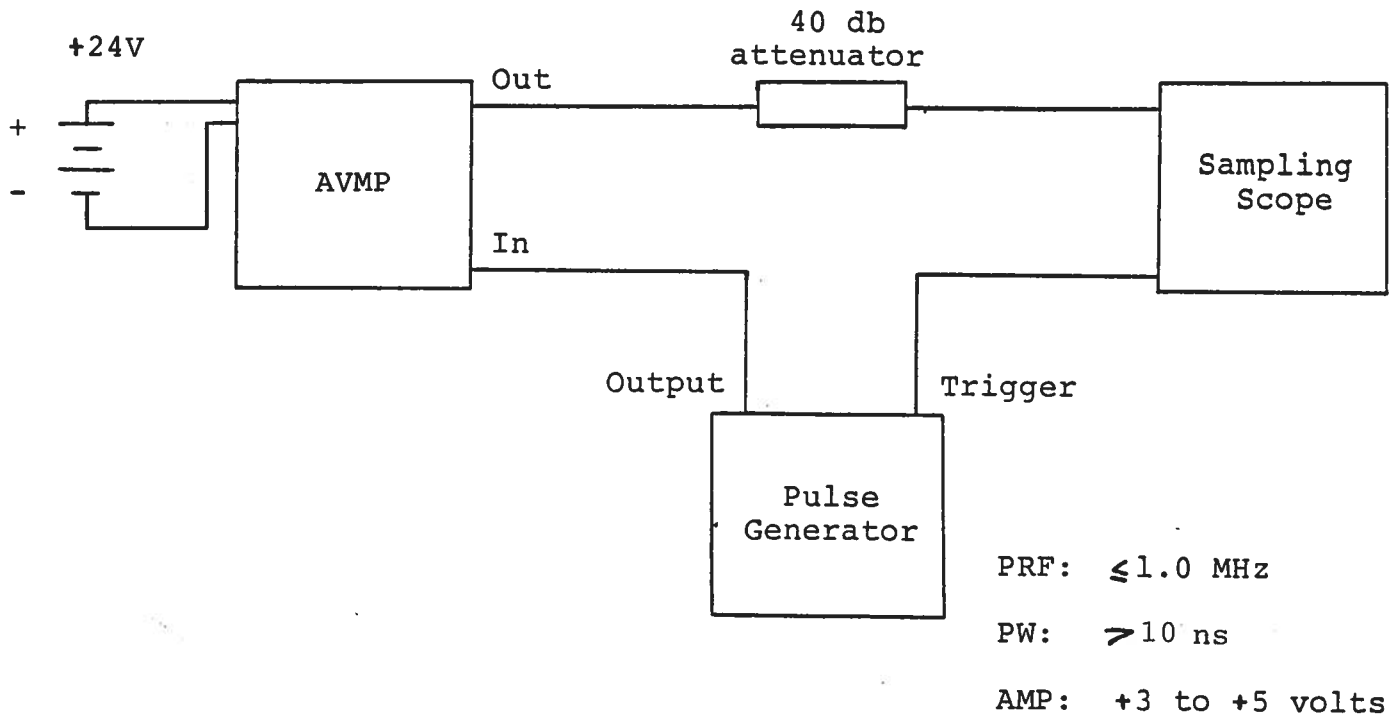 40 db
attenuator
+24V
Out
+
-
AVMP
Sampling
Scope
In
Output
Trigger
Pulse
Generator
PRF: ≤1.0 MHz
PW: >10 ns
AMP: +3 to +5 volts